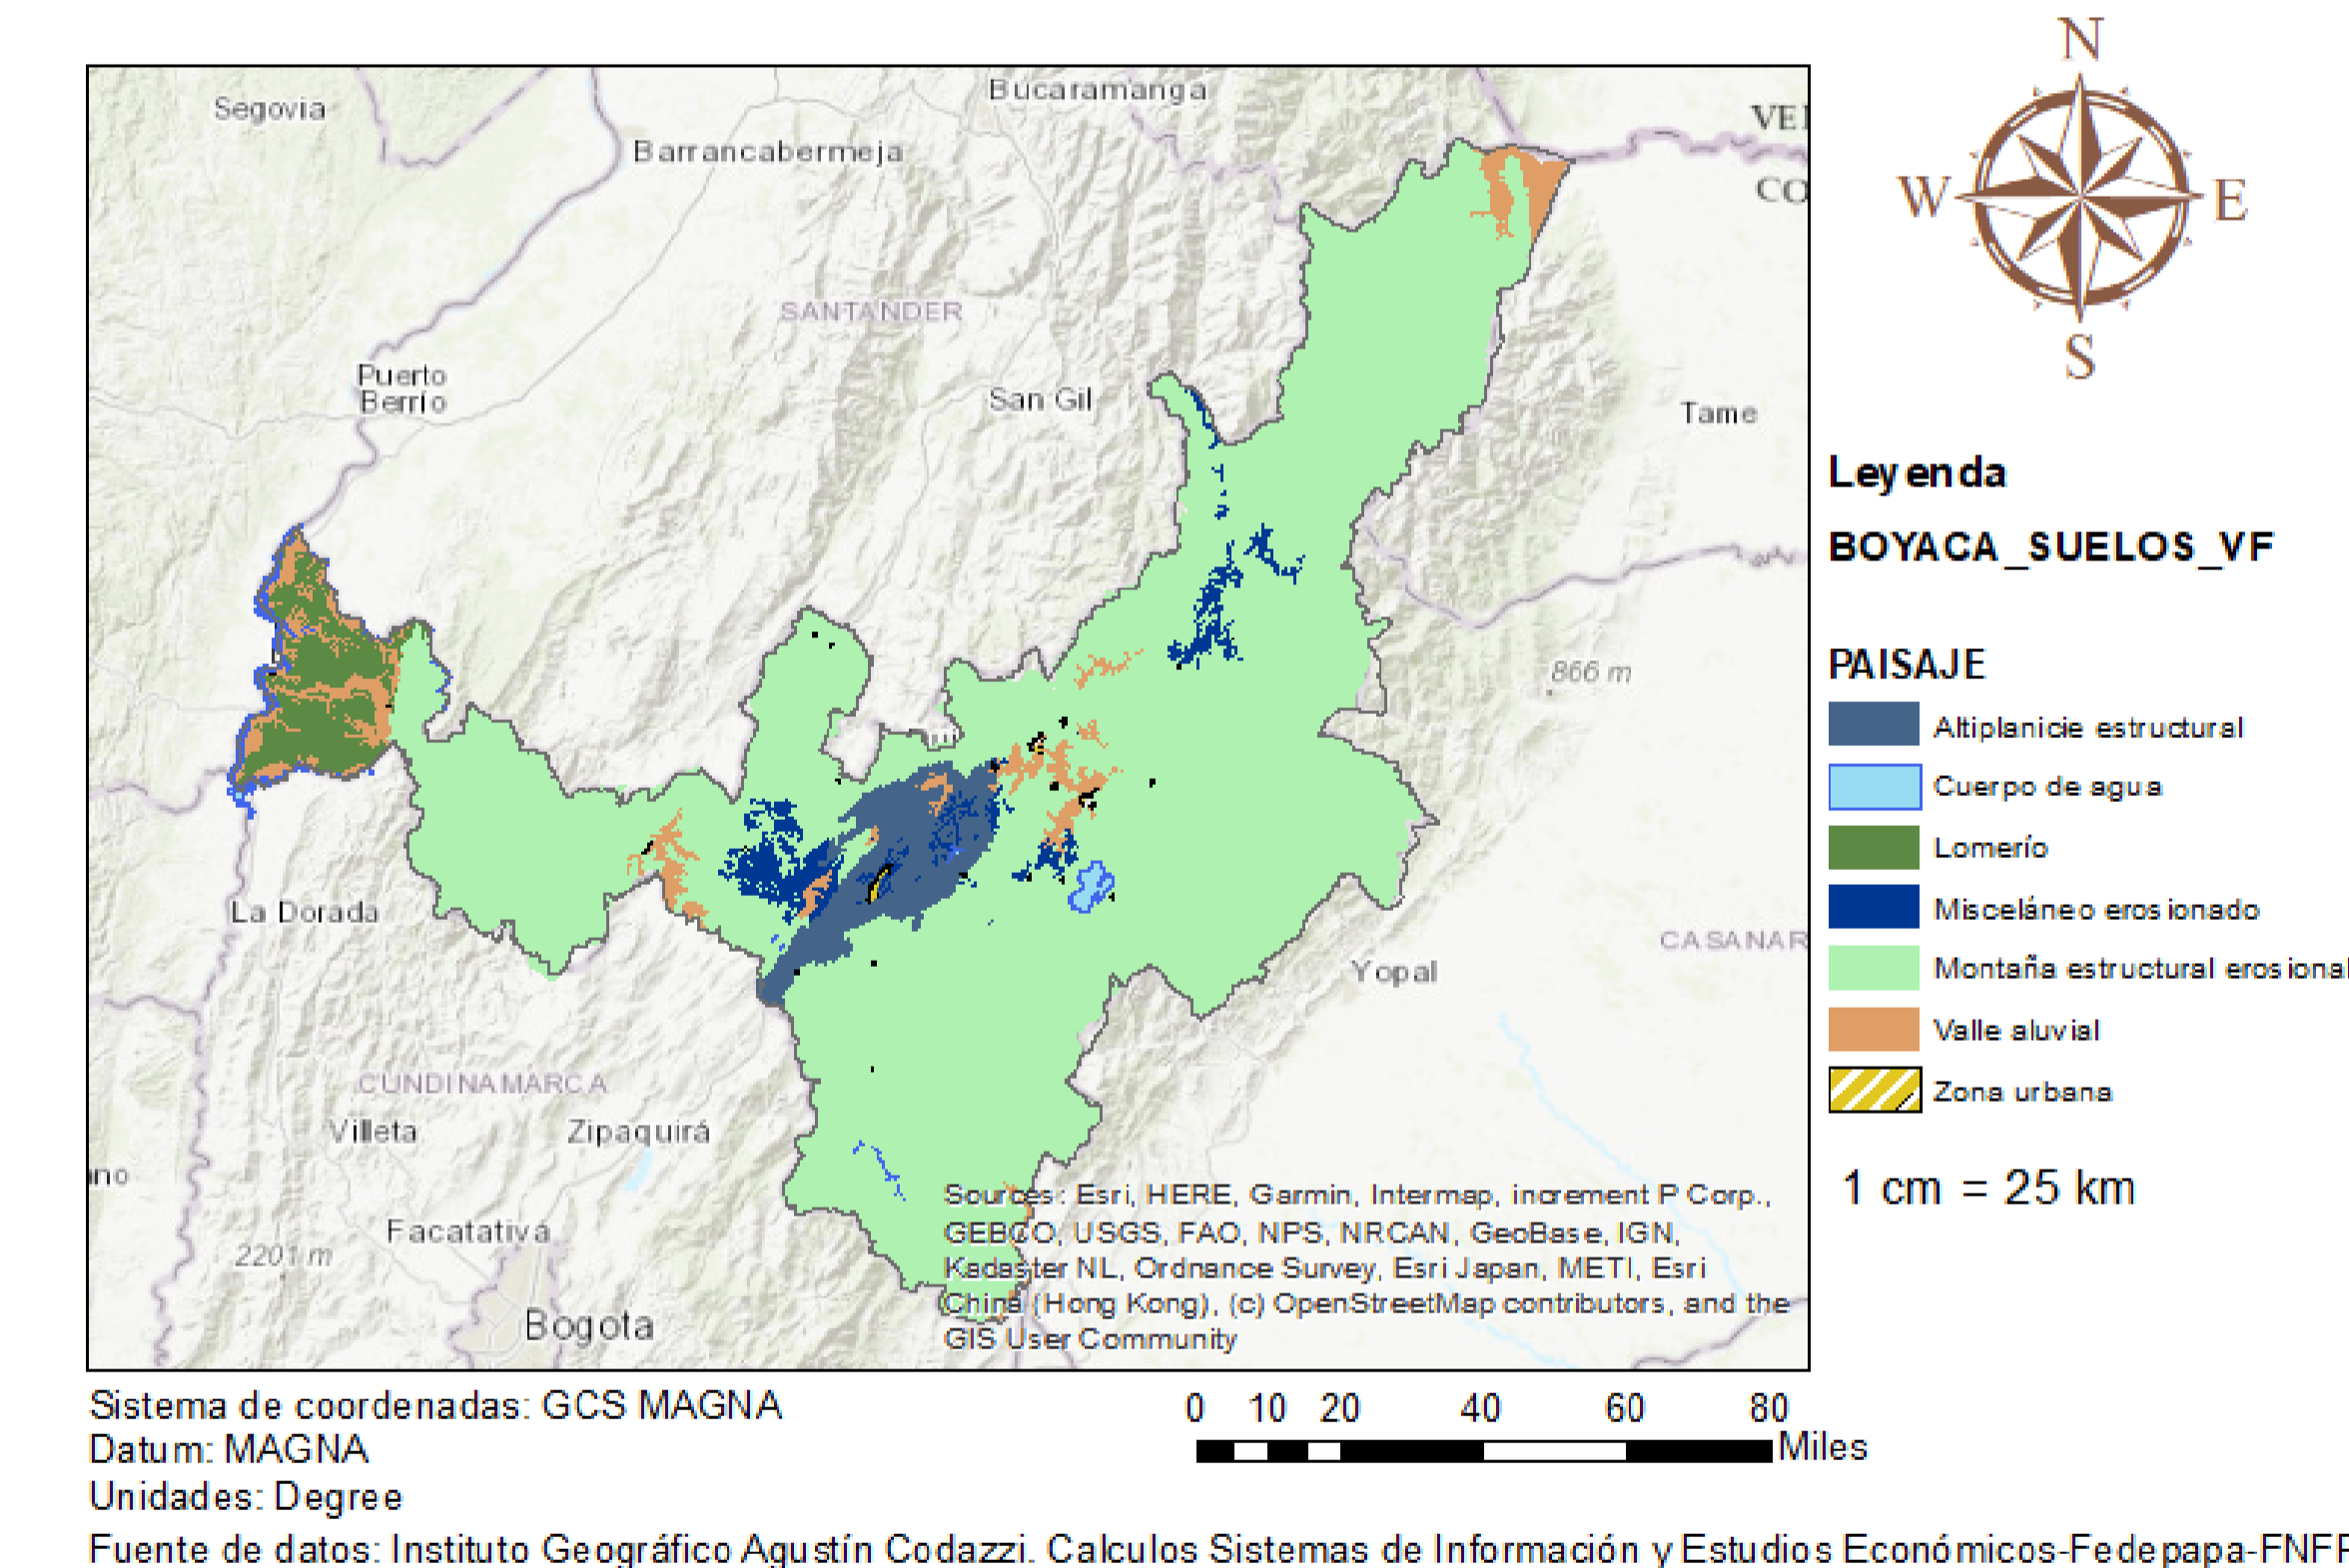 N
W
E
S
Segovia
Bucaramanga
Barrancabermeja
SANTANDER
Puerto
Berrío
San Gil
Tame
866 m
La Dorada
CASANAR
Yopal
CUNDINAMARCA
Villeta
Zipaquirá
Facatativá
2201 m
Bogota
Sources: Esri, HERE, Garmin, Intermap, increment P Corp.,
GEBCO, USGS, FAO, NPS, NRCAN, GeoBase, IGN,
Kadaster NL, Ordnance Survey, Esri Japan, METI, Esri
China (Hong Kong), (c) OpenStreetMap contributors, and the
GIS User Community
Leyenda
BOYACA_SUELOS_VF
PAISAJE
Altiplanicie estructural
Cuerpo de agua
Lomerío
Misceláneo erosionado
Montaña estructural erosional
Valle aluvial
Zona urbana
1 cm = 25 km
Sistema de coordenadas: GCS MAGNA
Datum: MAGNA
Unidades: Degree
0 10 20 40 60 80
Miles
Fuente de datos: Instituto Geográfico Agustín Codazzi. Calculos Sistemas de Información y Estudios Económicos-Fedepapa-FNFP